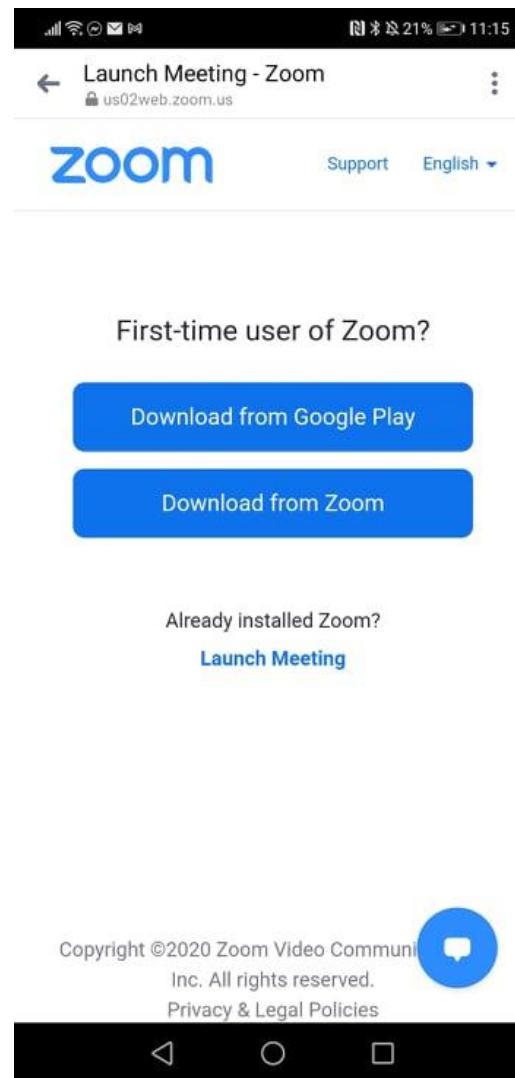 21% 11:15
Launch Meeting - Zoom
us02web.zoom.us
zoom
Support English
First-time user of Zoom?
Download from Google Play
Download from Zoom
Already installed Zoom?
Launch Meeting
Copyright ©2020 Zoom Video
Inc. All rights reserved.
Privacy & Legal Policies